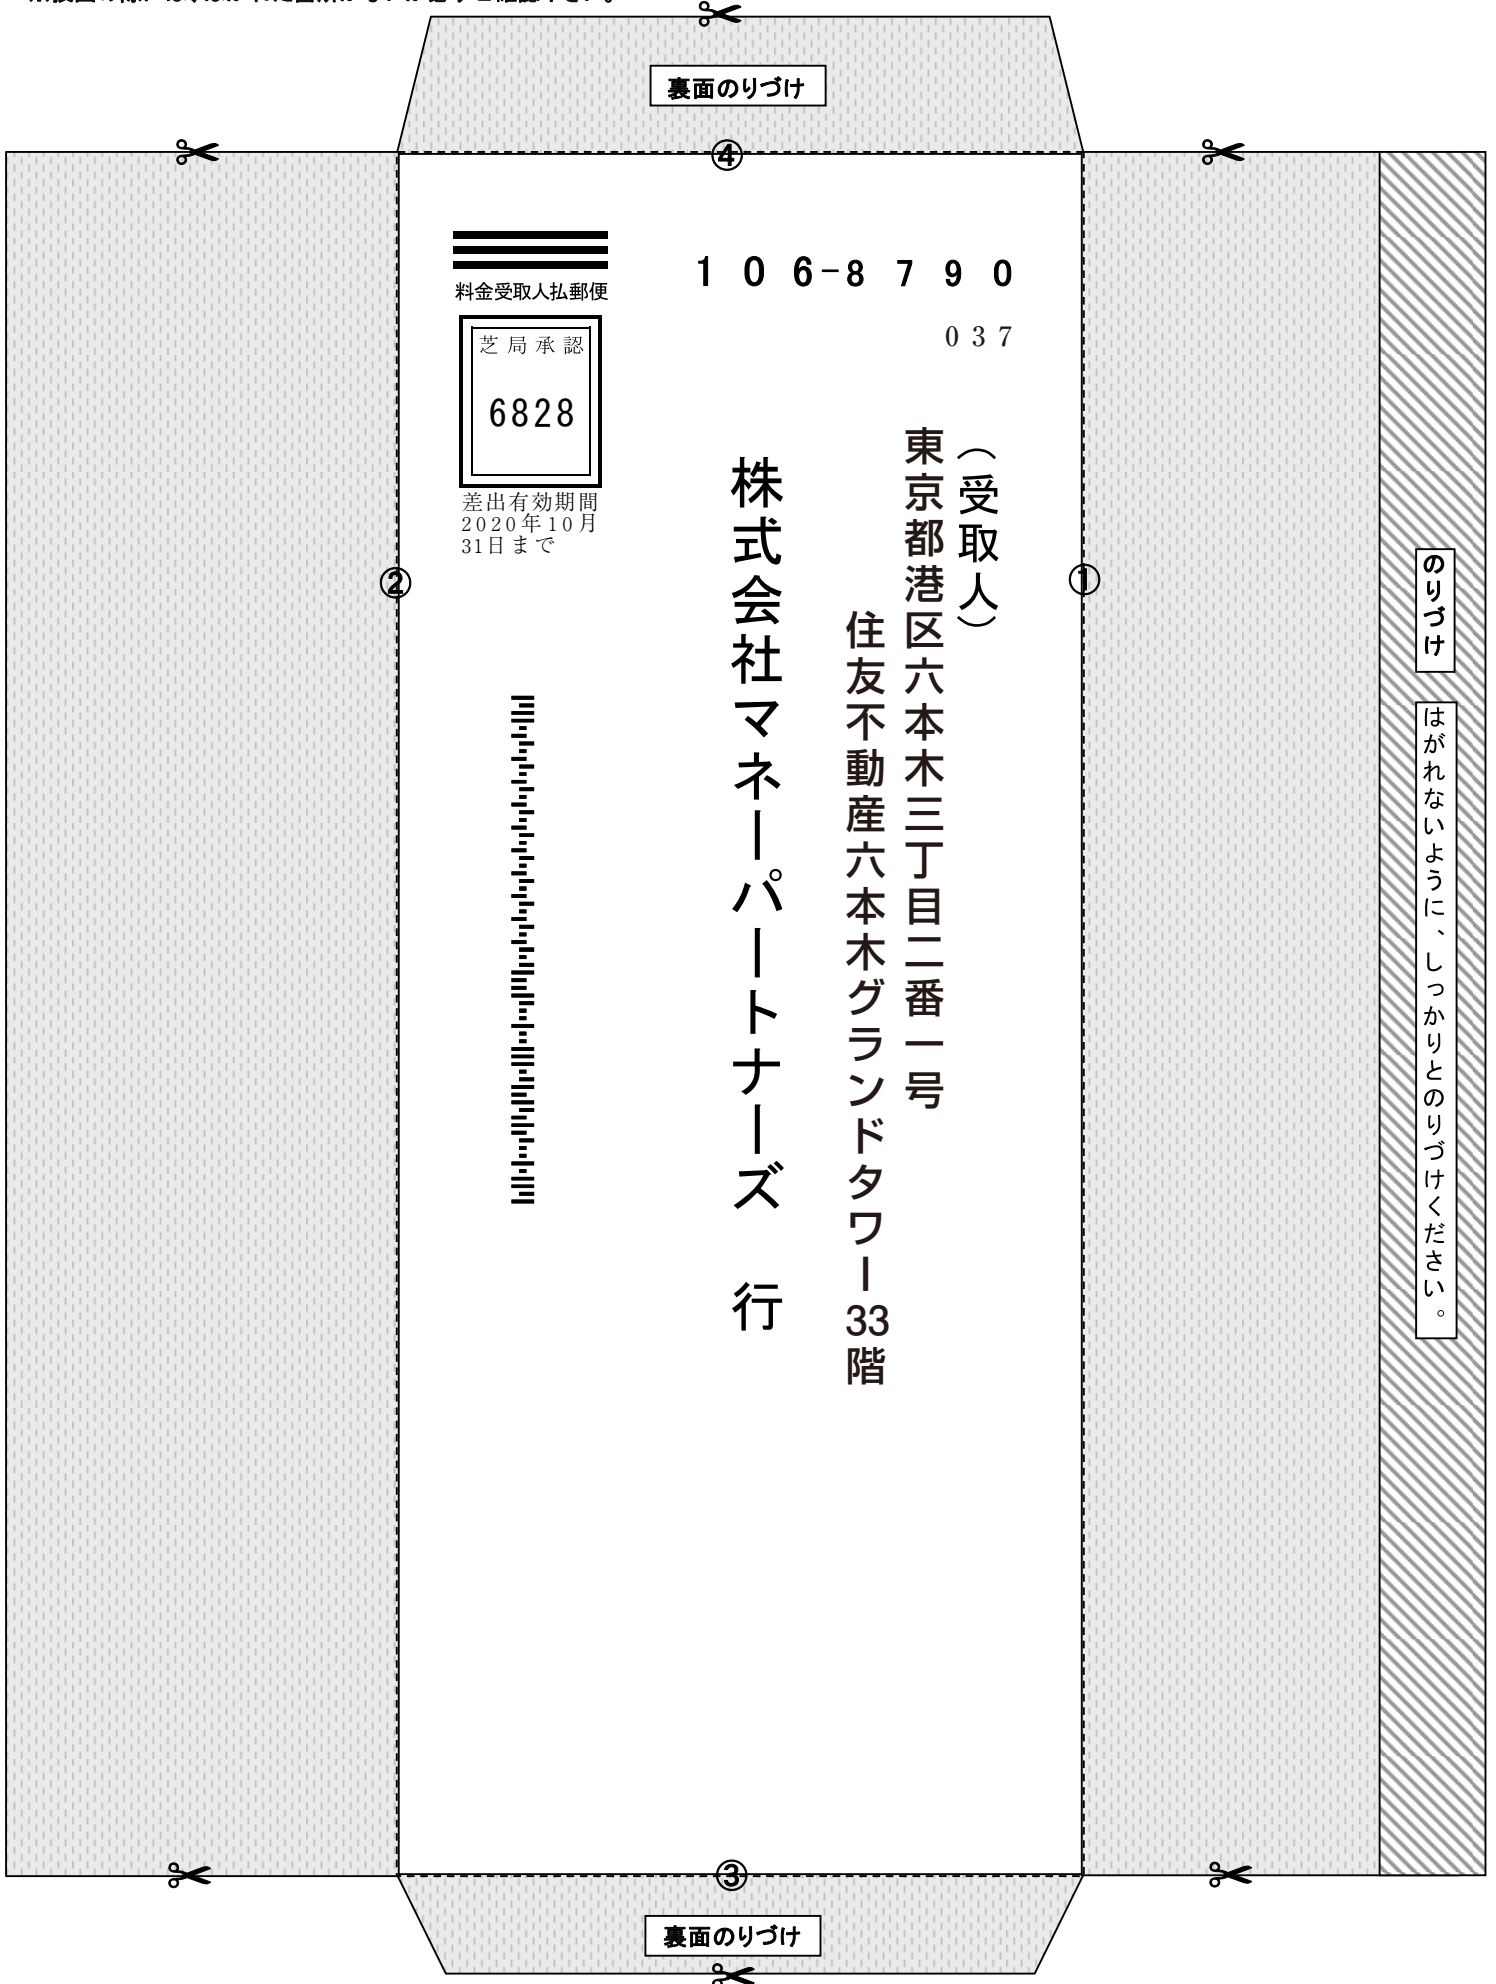 裏面のりづけ
④
料金受取人払郵便
芝局承認
6828
差出有効期間
2020年10月
31日まで
106-8790
037
（受取人）
東京都港区六本木三丁目二番一号
住友不動産六本木グランドタワー33階
株式会社マネーパートナーズ 行
②
①
のりづけ
はがれないように、しっかりとのりづけください。
③
裏面のりづけ